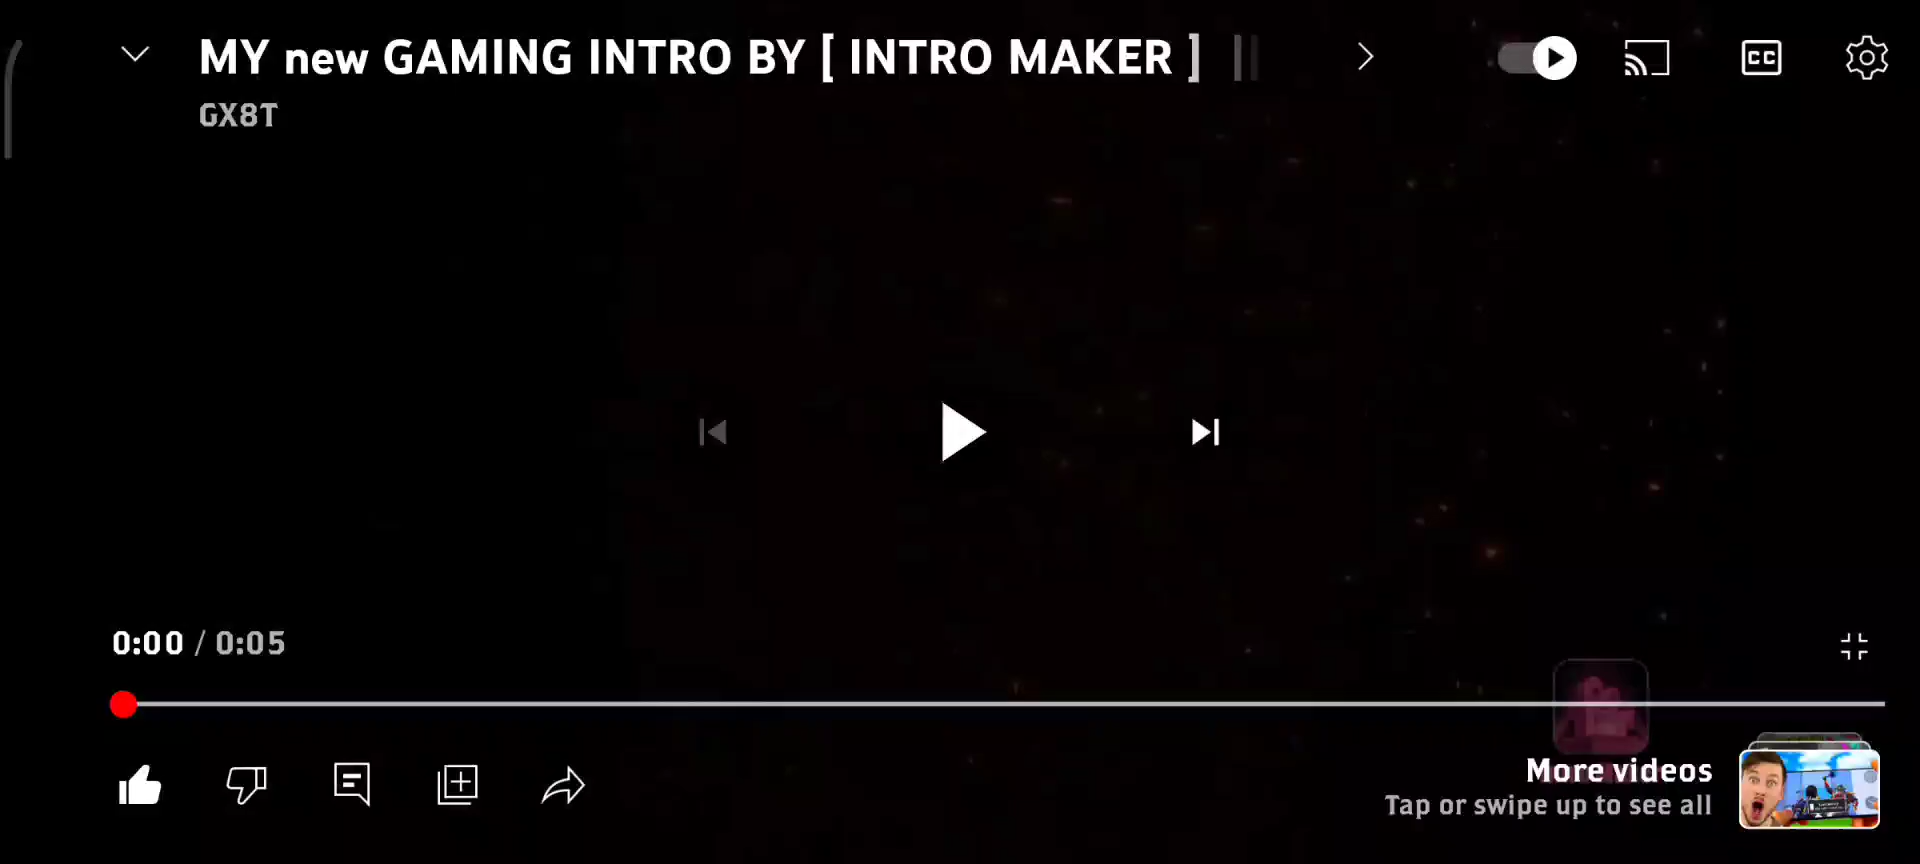 MY new GAMING INTRO BY [ INTRO MAKER ] ||
GX8T
CC
0:00 / 0:05
More videos
Tap or swipe up to see all